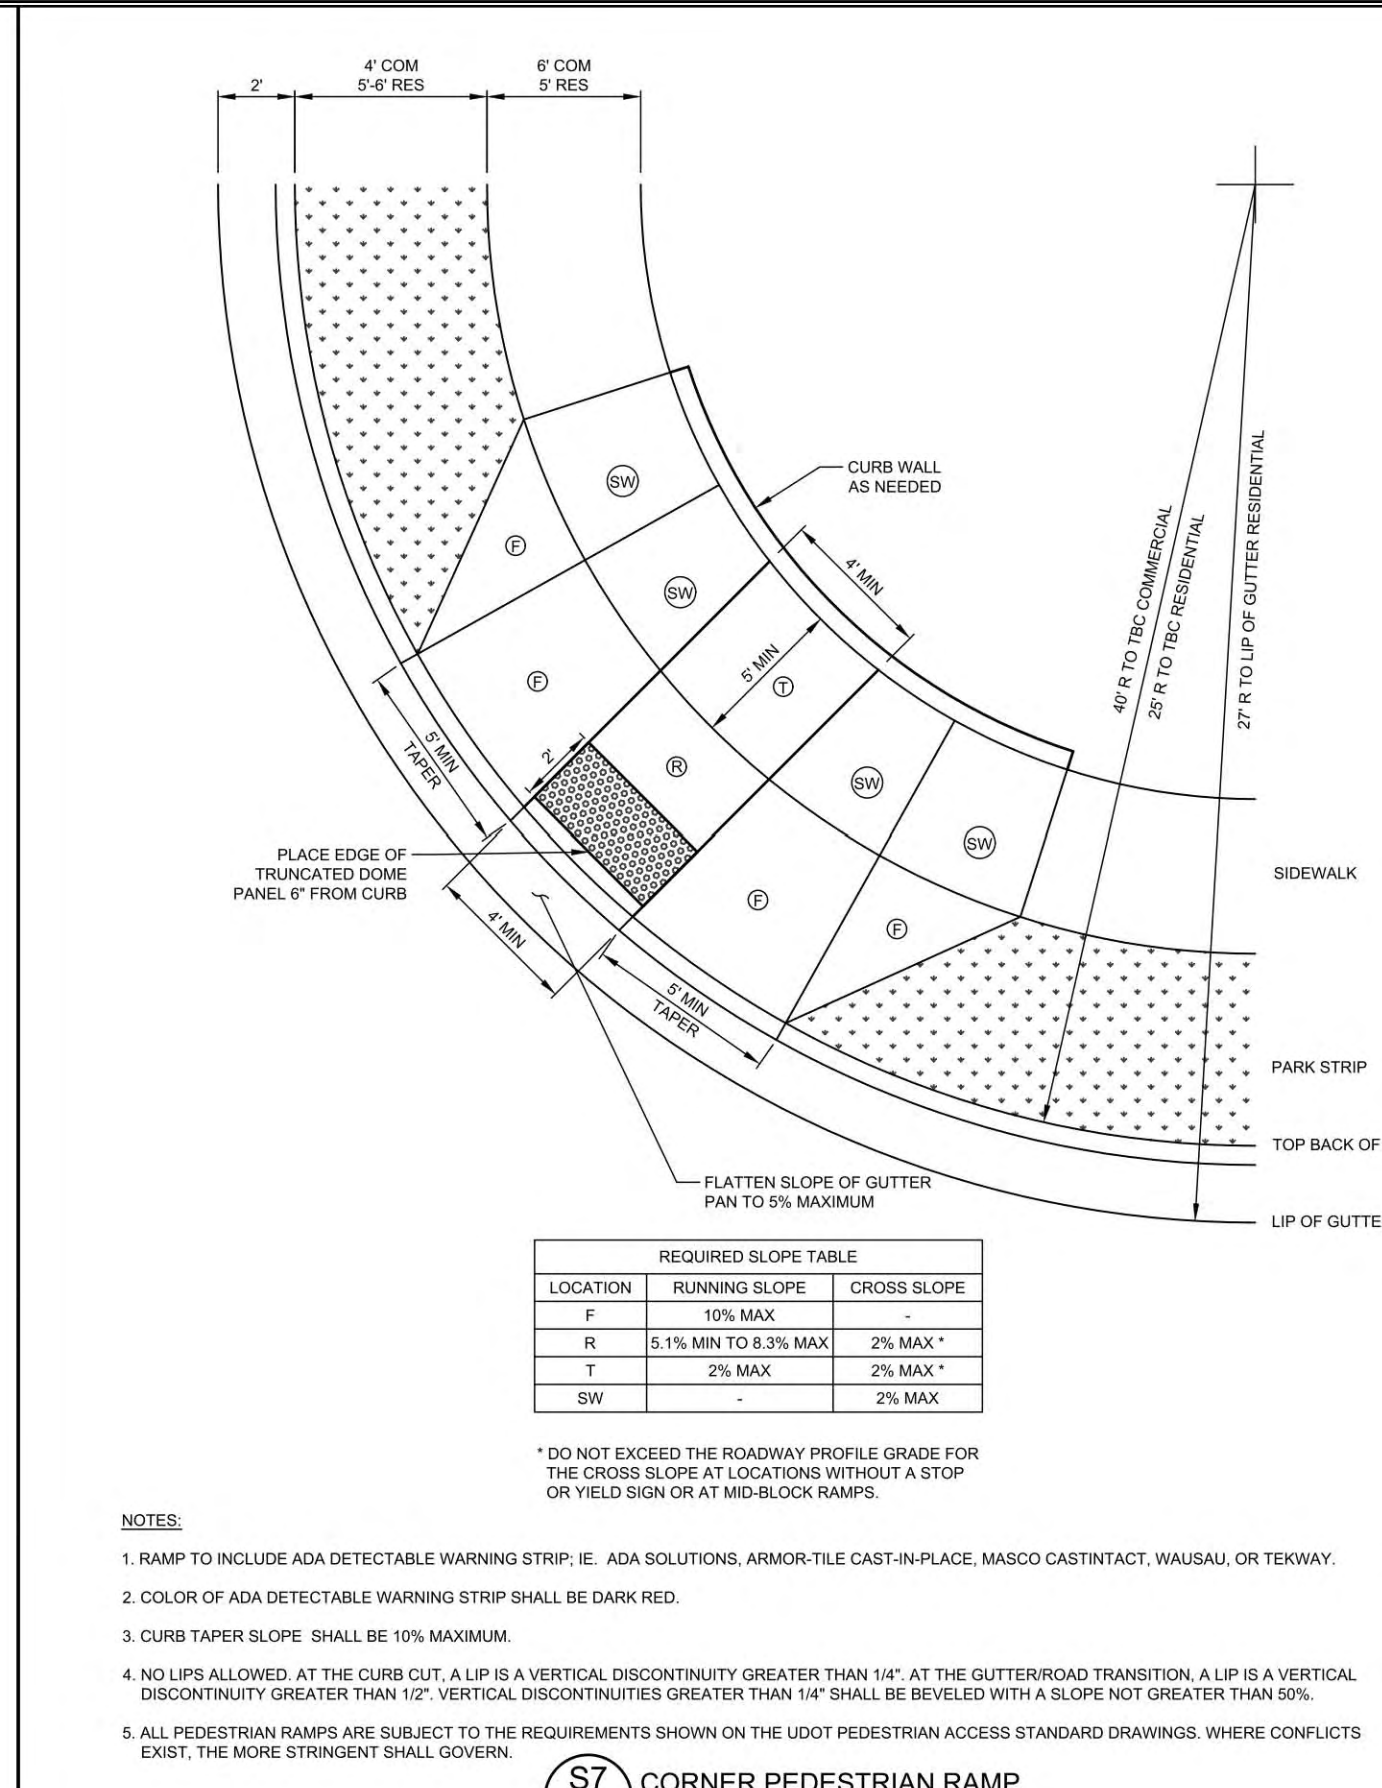 2'
4' COM
5'-6' RES
6' COM
5' RES
SW
F
CURB WALL
AS NEEDED
4' MIN
SW
F
5' MIN
T
40' R TO TBC COMMERCIAL
25' R TO TBC RESIDENTIAL
27' R TO LIP OF GUTTER RESIDENTIAL
5' MIN
TAPER
2'
R
SW
SW
PLACE EDGE OF
TRUNCATED DOME
PANEL 6" FROM CURB
4' MIN
F
F
SIDEWALK
5' MIN
TAPER
PARK STRIP
TOP BACK OF
FLATTEN SLOPE OF GUTTER
PAN TO 5% MAXIMUM
LIP OF GUTTE
REQUIRED SLOPE TABLE
LOCATION RUNNING SLOPE CROSS SLOPE
F 10% MAX -
R 5.1% MIN TO 8.3% MAX 2% MAX *
T 2% MAX 2% MAX *
SW - 2% MAX
* DO NOT EXCEED THE ROADWAY PROFILE GRADE FOR
THE CROSS SLOPE AT LOCATIONS WITHOUT A STOP
OR YIELD SIGN OR AT MID-BLOCK RAMPS.
NOTES:
1. RAMP TO INCLUDE ADA DETECTABLE WARNING STRIP; IE. ADA SOLUTIONS, ARMOR-TILE CAST-IN-PLACE, MASCO CASTINTACT, WAUSAU, OR TEKWAY.
2. COLOR OF ADA DETECTABLE WARNING STRIP SHALL BE DARK RED.
3. CURB TAPER SLOPE SHALL BE 10% MAXIMUM.
4. NO LIPS ALLOWED. AT THE CURB CUT, A LIP IS A VERTICAL DISCONTINUITY GREATER THAN 1/4". AT THE GUTTER/ROAD TRANSITION, A LIP IS A VERTICAL
DISCONTINUITY GREATER THAN 1/2". VERTICAL DISCONTINUITIES GREATER THAN 1/4" SHALL BE BEVELED WITH A SLOPE NOT GREATER THAN 50%.
5. ALL PEDESTRIAN RAMPS ARE SUBJECT TO THE REQUIREMENTS SHOWN ON THE UDOT PEDESTRIAN ACCESS STANDARD DRAWINGS. WHERE CONFLICTS
EXIST, THE MORE STRINGENT SHALL GOVERN.
S7 CORNER PEDESTRIAN RAMP